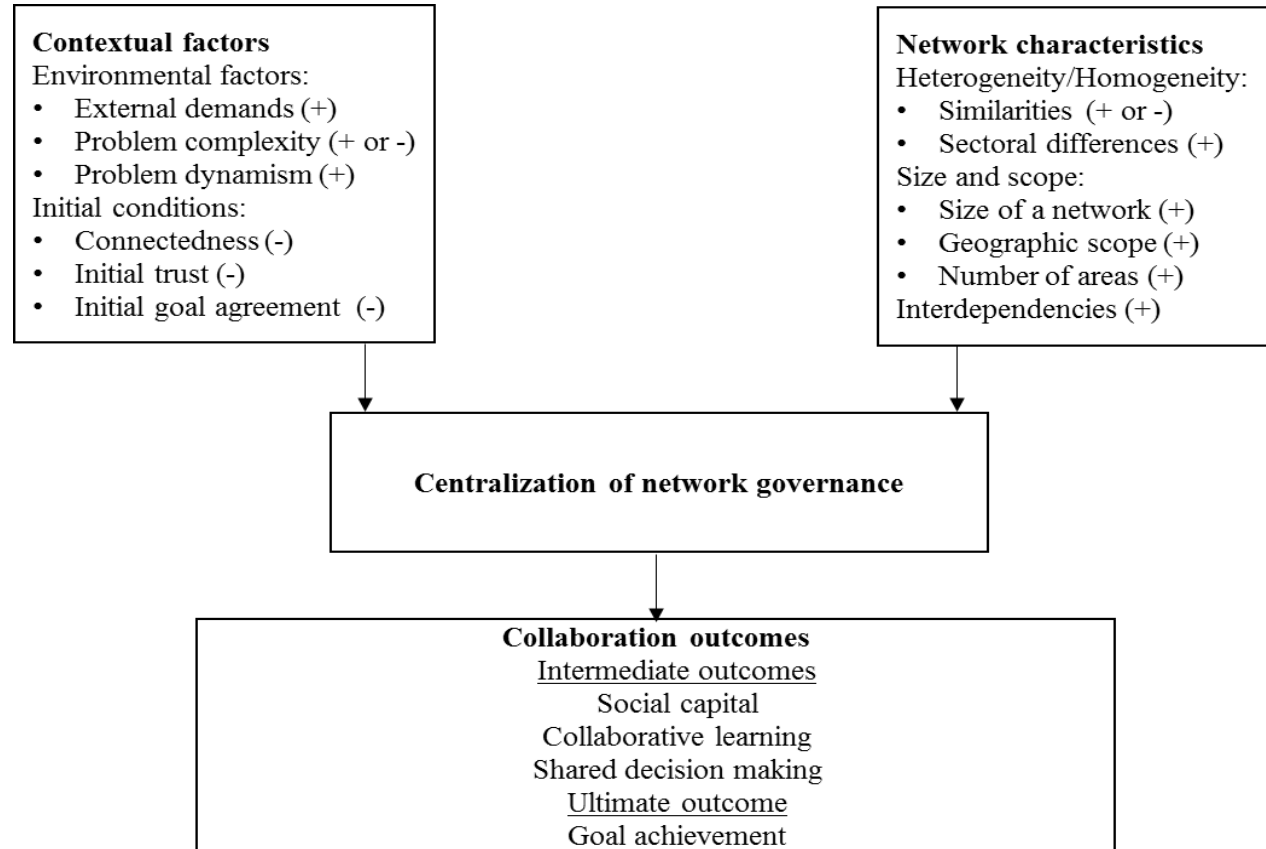 Contextual factors
Environmental factors:
• External demands (+)
• Problem complexity (+ or -)
• Problem dynamism (+)
Initial conditions:
• Connectedness (-)
• Initial trust (-)
• Initial goal agreement (-)
Network characteristics
Heterogeneity/Homogeneity:
• Similarities (+ or -)
• Sectoral differences (+)
Size and scope:
• Size of a network (+)
• Geographic scope (+)
• Number of areas (+)
Interdependencies (+)
Centralization of network governance
Collaboration outcomes
Intermediate outcomes
Social capital
Collaborative learning
Shared decision making
Ultimate outcome
Goal achievement